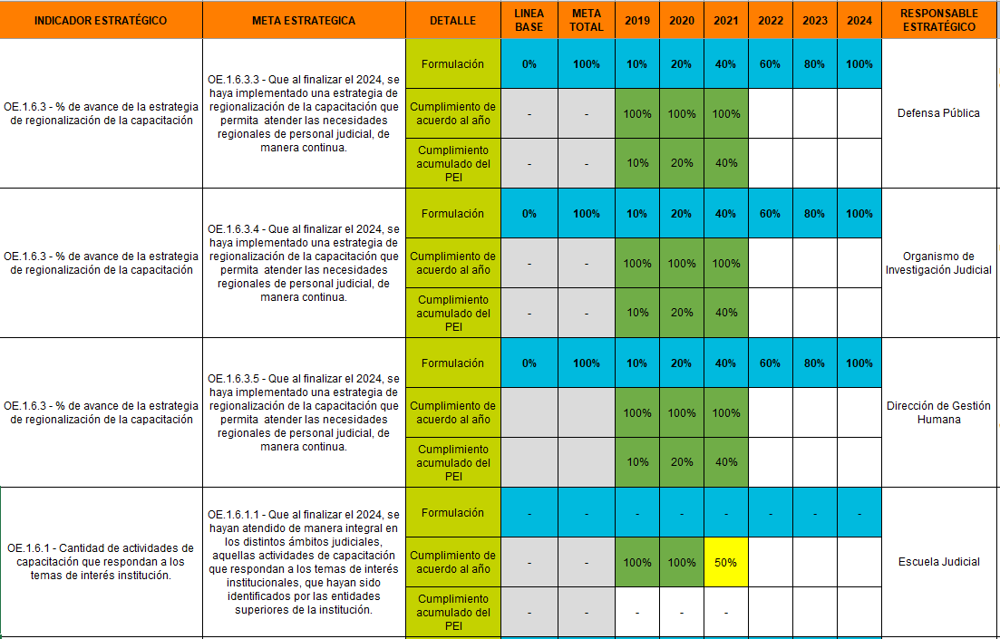 INDICADOR ESTRATÉGICO
META ESTRATEGICA
DETALLE
LINEA
BASE
META
TOTAL
2019
2020
2021
2022
2023
2024
RESPONSABLE
ESTRATÉGICO
OE.1.6.3 - % de avance de la estrategia
de regionalización de la capacitación
OE.1.6.3.3 - Que al finalizar el 2024, se
haya implementado una estrategia de
regionalización de la capacitación que
permita atender las necesidades
regionales de personal judicial, de
manera continua.
Formulación
0%
100%
10%
20%
40%
60%
80%
100%
Cumplimiento de
acuerdo al año
-
-
100%
100%
100%
Cumplimiento
acumulado del
PEI
-
-
10%
20%
40%
Defensa Pública
OE.1.6.3 - % de avance de la estrategia
de regionalización de la capacitación
OE.1.6.3.4 - Que al finalizar el 2024, se
haya implementado una estrategia de
regionalización de la capacitación que
permita atender las necesidades
regionales de personal judicial, de
manera continua.
Formulación
0%
100%
10%
20%
40%
60%
80%
100%
Cumplimiento de
acuerdo al año
-
-
100%
100%
100%
Cumplimiento
acumulado del
PEI
-
-
10%
20%
40%
Organismo de
Investigación Judicial
OE.1.6.3 - % de avance de la estrategia
de regionalización de la capacitación
OE.1.6.3.5 - Que al finalizar el 2024, se
haya implementado una estrategia de
regionalización de la capacitación que
permita atender las necesidades
regionales de personal judicial, de
manera continua.
Formulación
0%
100%
10%
20%
40%
60%
80%
100%
Cumplimiento de
acuerdo al año
100%
100%
100%
Cumplimiento
acumulado del
PEI
10%
20%
40%
Dirección de Gestión
Humana
OE.1.6.1 - Cantidad de actividades de
capacitación que respondan a los
temas de interés institución.
OE.1.6.1.1 - Que al finalizar el 2024, se
hayan atendido de manera integral en
los distintos ámbitos judiciales,
aquellas actividades de capacitación
que respondan a los temas de interés
institucionales, que hayan sido
identificados por las entidades
superiores de la institución.
Formulación
-
-
-
-
-
-
-
-
Cumplimiento de
acuerdo al año
-
-
100%
100%
50%
Cumplimiento
acumulado del
PEI
-
-
-
-
-
Escuela Judicial